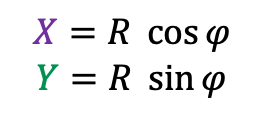 X = R cos φ
Y = R sin φ